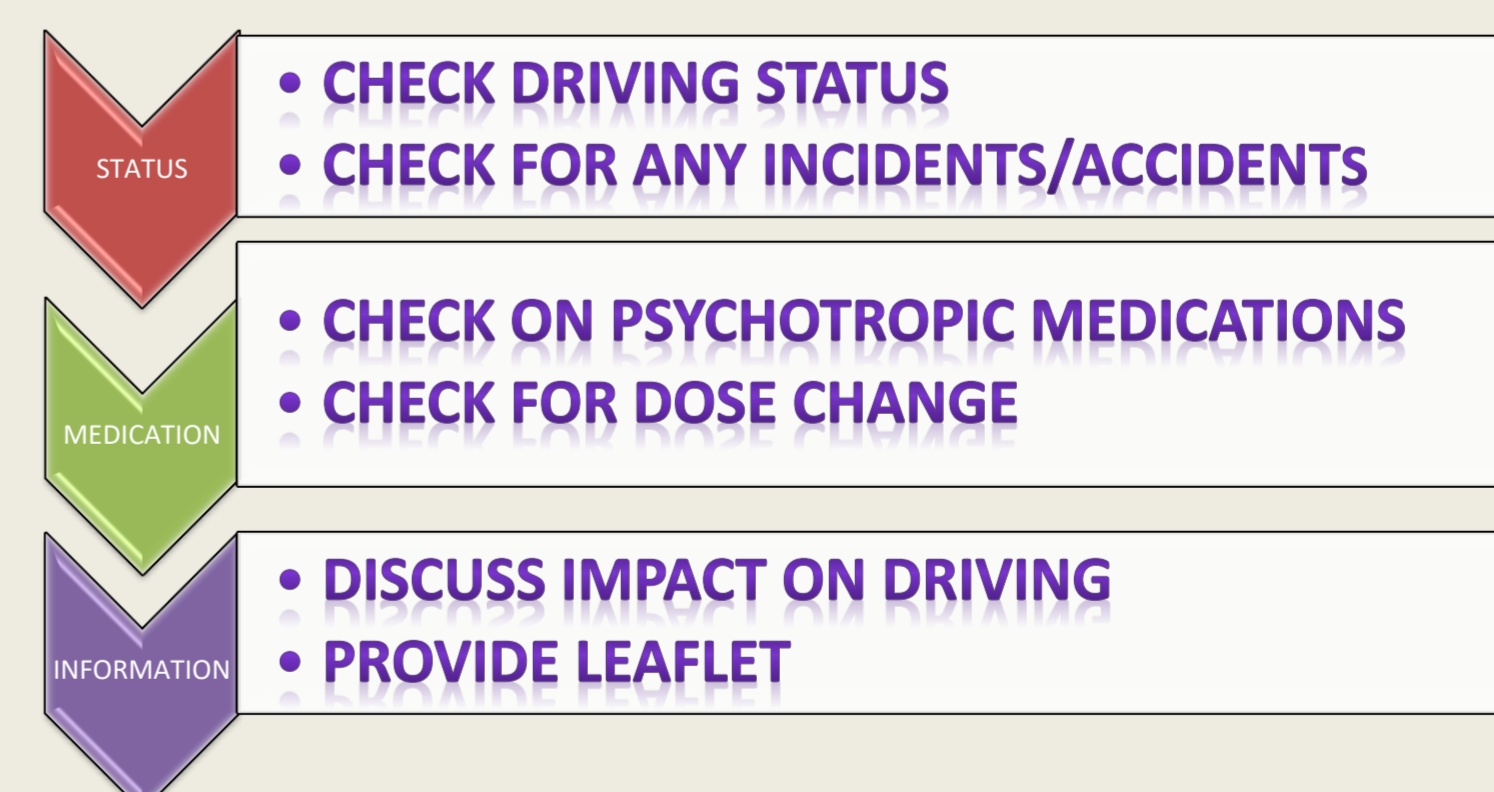 STATUS
• CHECK DRIVING STATUS
• CHECK FOR ANY INCIDENTS/ACCIDENTs
MEDICATION
• CHECK ON PSYCHOTROPIC MEDICATIONS
• CHECK FOR DOSE CHANGE
INFORMATION
• DISCUSS IMPACT ON DRIVING
• PROVIDE LEAFLET